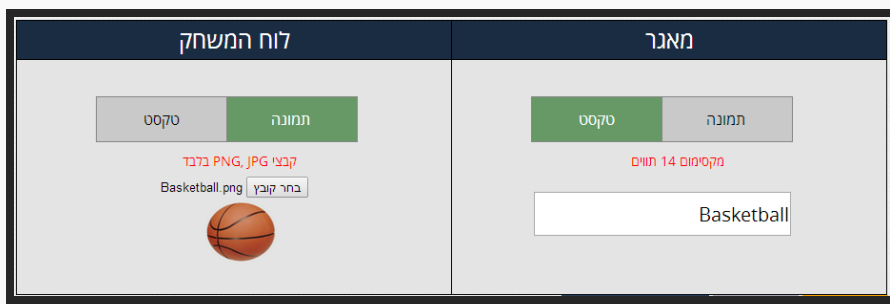 מאגר
תמונה
טקסט
מקסימום 14 תווים
Basketball
לוח המשחק
תמונה
טקסט
קבצי PNG, JPG בלבד
בחר קובץ Basketball.png